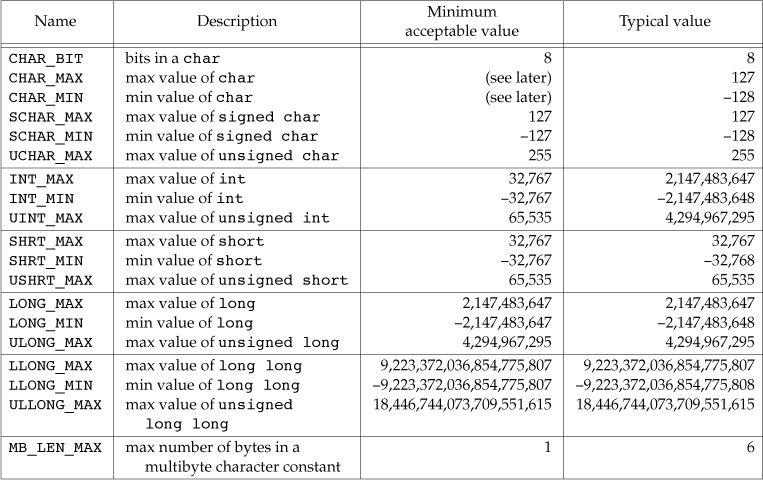 Name Description Minimum acceptable value Typical value
CHAR_BIT bits in a char 8 8
CHAR_MAX max value of char (see later) 127
CHAR_MIN min value of char (see later) –128
SCHAR_MAX max value of signed char 127 127
SCHAR_MIN min value of signed char –127 –128
UCHAR_MAX max value of unsigned char 255 255
INT_MAX max value of int 32,767 2,147,483,647
INT_MIN min value of int –32,767 –2,147,483,648
UINT_MAX max value of unsigned int 65,535 4,294,967,295
SHRT_MAX max value of short 32,767 32,767
SHRT_MIN min value of short –32,767 –32,768
USHRT_MAX max value of unsigned short 65,535 65,535
LONG_MAX max value of long 2,147,483,647 2,147,483,647
LONG_MIN min value of long –2,147,483,647 –2,147,483,648
ULONG_MAX max value of unsigned long 4,294,967,295 4,294,967,295
LLONG_MAX max value of long long 9,223,372,036,854,775,807 9,223,372,036,854,775,807
LLONG_MIN min value of long long –9,223,372,036,854,775,807 –9,223,372,036,854,775,808
ULLONG_MAX max value of unsigned 18,446,744,073,709,551,615 18,446,744,073,709,551,615
long long
MB_LEN_MAX max number of bytes in a 1 6
multibyte character constant